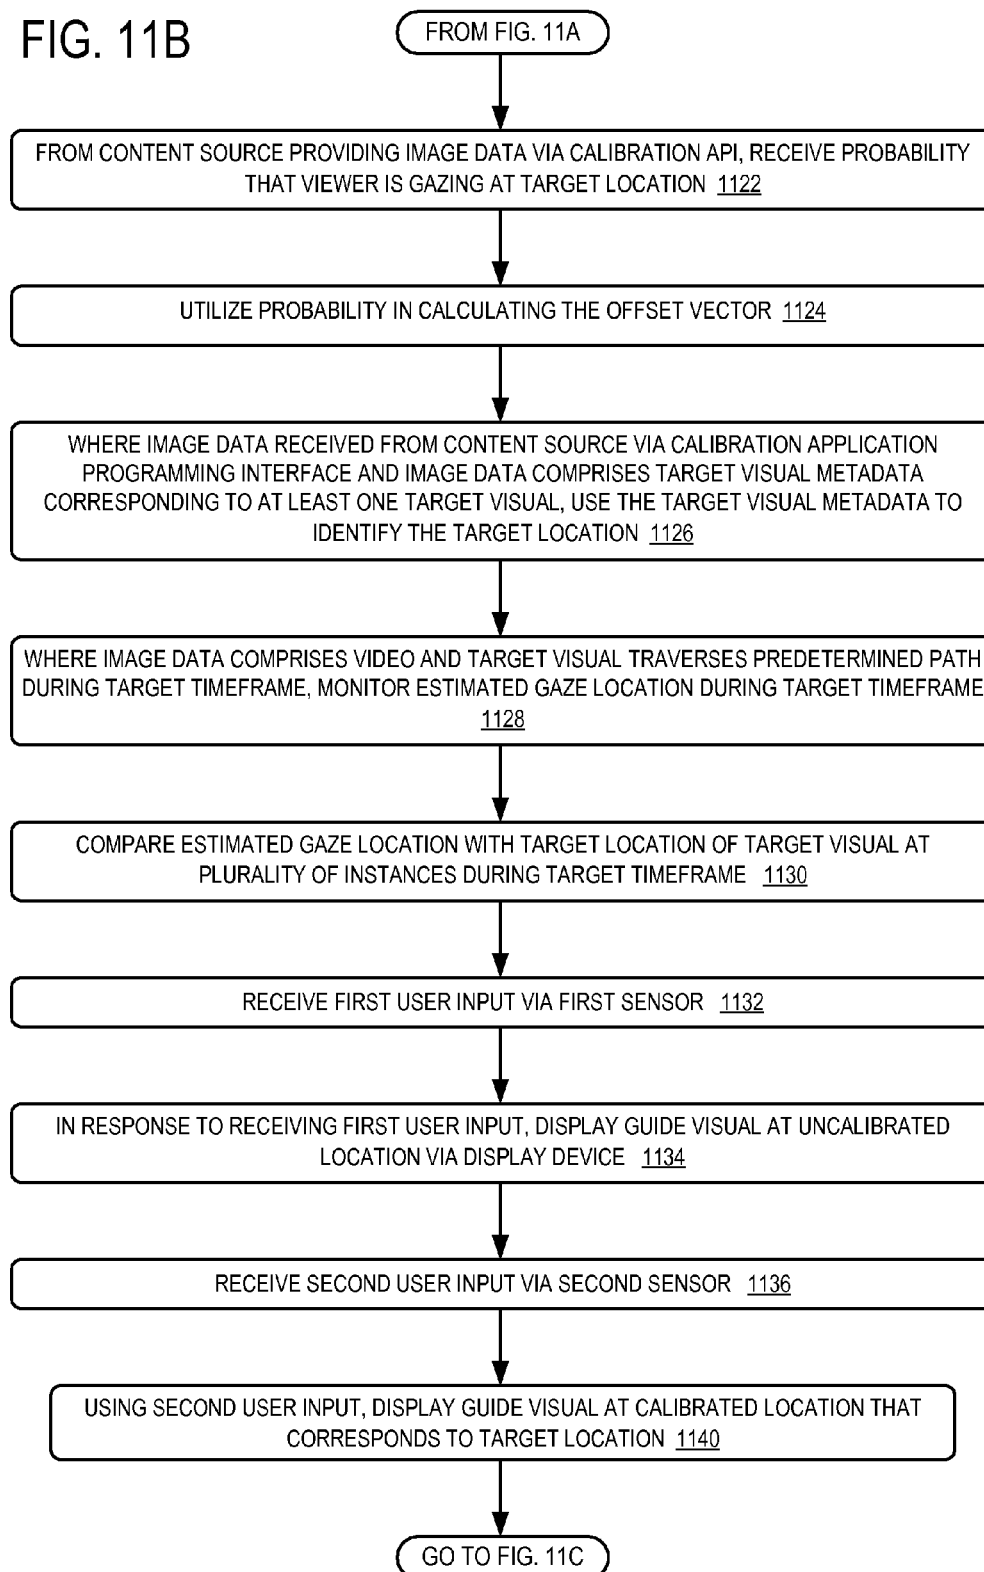 FIG. 11B
FROM FIG. 11A
FROM CONTENT SOURCE PROVIDING IMAGE DATA VIA CALIBRATION API, RECEIVE PROBABILITY
THAT VIEWER IS GAZING AT TARGET LOCATION 1122
UTILIZE PROBABILITY IN CALCULATING THE OFFSET VECTOR 1124
WHERE IMAGE DATA RECEIVED FROM CONTENT SOURCE VIA CALIBRATION APPLICATION
PROGRAMMING INTERFACE AND IMAGE DATA COMPRISES TARGET VISUAL METADATA
CORRESPONDING TO AT LEAST ONE TARGET VISUAL, USE THE TARGET VISUAL METADATA TO
IDENTIFY THE TARGET LOCATION 1126
WHERE IMAGE DATA COMPRISES VIDEO AND TARGET VISUAL TRAVERSES PREDETERMINED PATH
DURING TARGET TIMEFRAME, MONITOR ESTIMATED GAZE LOCATION DURING TARGET TIMEFRAME
1128
COMPARE ESTIMATED GAZE LOCATION WITH TARGET LOCATION OF TARGET VISUAL AT
PLURALITY OF INSTANCES DURING TARGET TIMEFRAME 1130
RECEIVE FIRST USER INPUT VIA FIRST SENSOR 1132
IN RESPONSE TO RECEIVING FIRST USER INPUT, DISPLAY GUIDE VISUAL AT UNCALIBRATED
LOCATION VIA DISPLAY DEVICE 1134
RECEIVE SECOND USER INPUT VIA SECOND SENSOR 1136
USING SECOND USER INPUT, DISPLAY GUIDE VISUAL AT CALIBRATED LOCATION THAT
CORRESPONDS TO TARGET LOCATION 1140
GO TO FIG. 11C